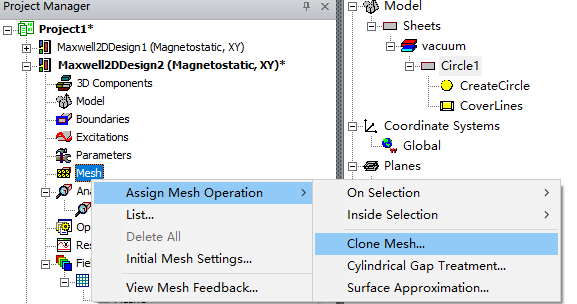 Project Manager
Project1*
Maxwell2DDesign1 (Magnetostatic, XY)
Maxwell2DDesign2 (Magnetostatic, XY)*
3D Components
Model
Boundaries
Excitations
Parameters
Mesh
Ana
Op
Res
Fiel
Assign Mesh Operation
List...
Delete All
Initial Mesh Settings...
View Mesh Feedback...
On Selection
Inside Selection
Clone Mesh...
Cylindrical Gap Treatment...
Surface Approximation...
Model
Sheets
vacuum
Circle1
CreateCircle
CoverLines
Coordinate Systems
Global
Planes